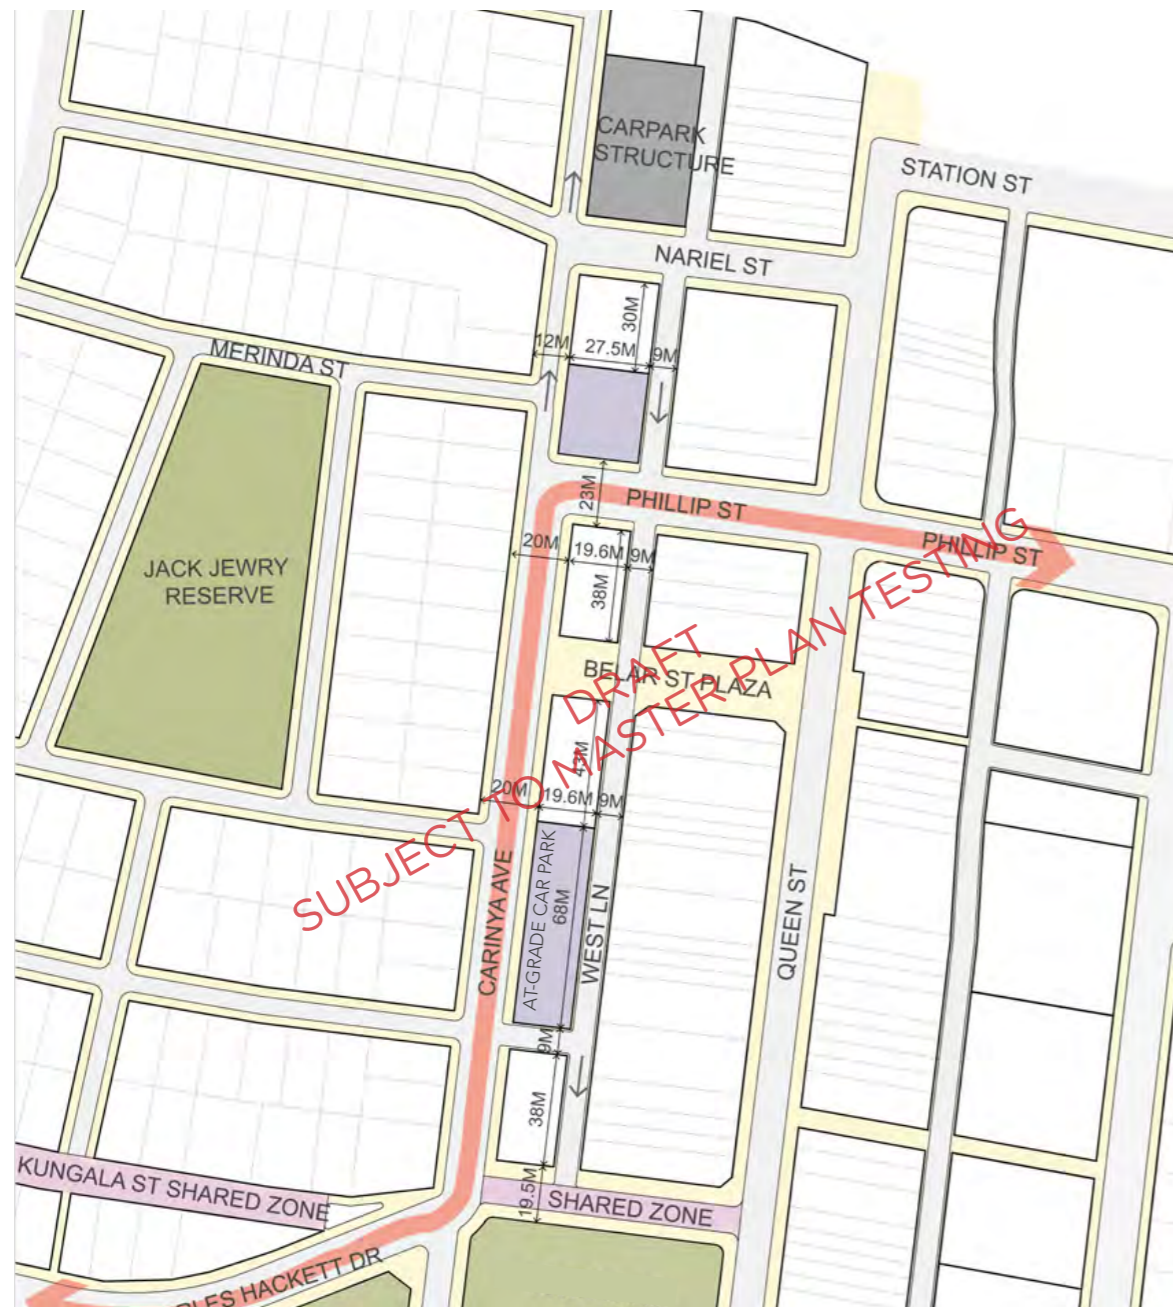 CARPARK
STRUCTURE
STATION ST
NARIEL ST
30M
12M
27.5M
9M
MERINDA ST
23M
PHILLIP ST
PHILLIP ST
20M
19.6M
9M
38M
JACK JEWRY
RESERVE
BELAR ST PLAZA
DRAFT
SUBJECT TO MASTER PLAN TESTING
43M
20M
19.6M
9M
AT-GRADE CAR PARK
68M
CARINYA AVE
WEST LN
QUEEN ST
9M
38M
KUNGALA ST SHARED ZONE
19.5M
SHARED ZONE
HACKETT DR